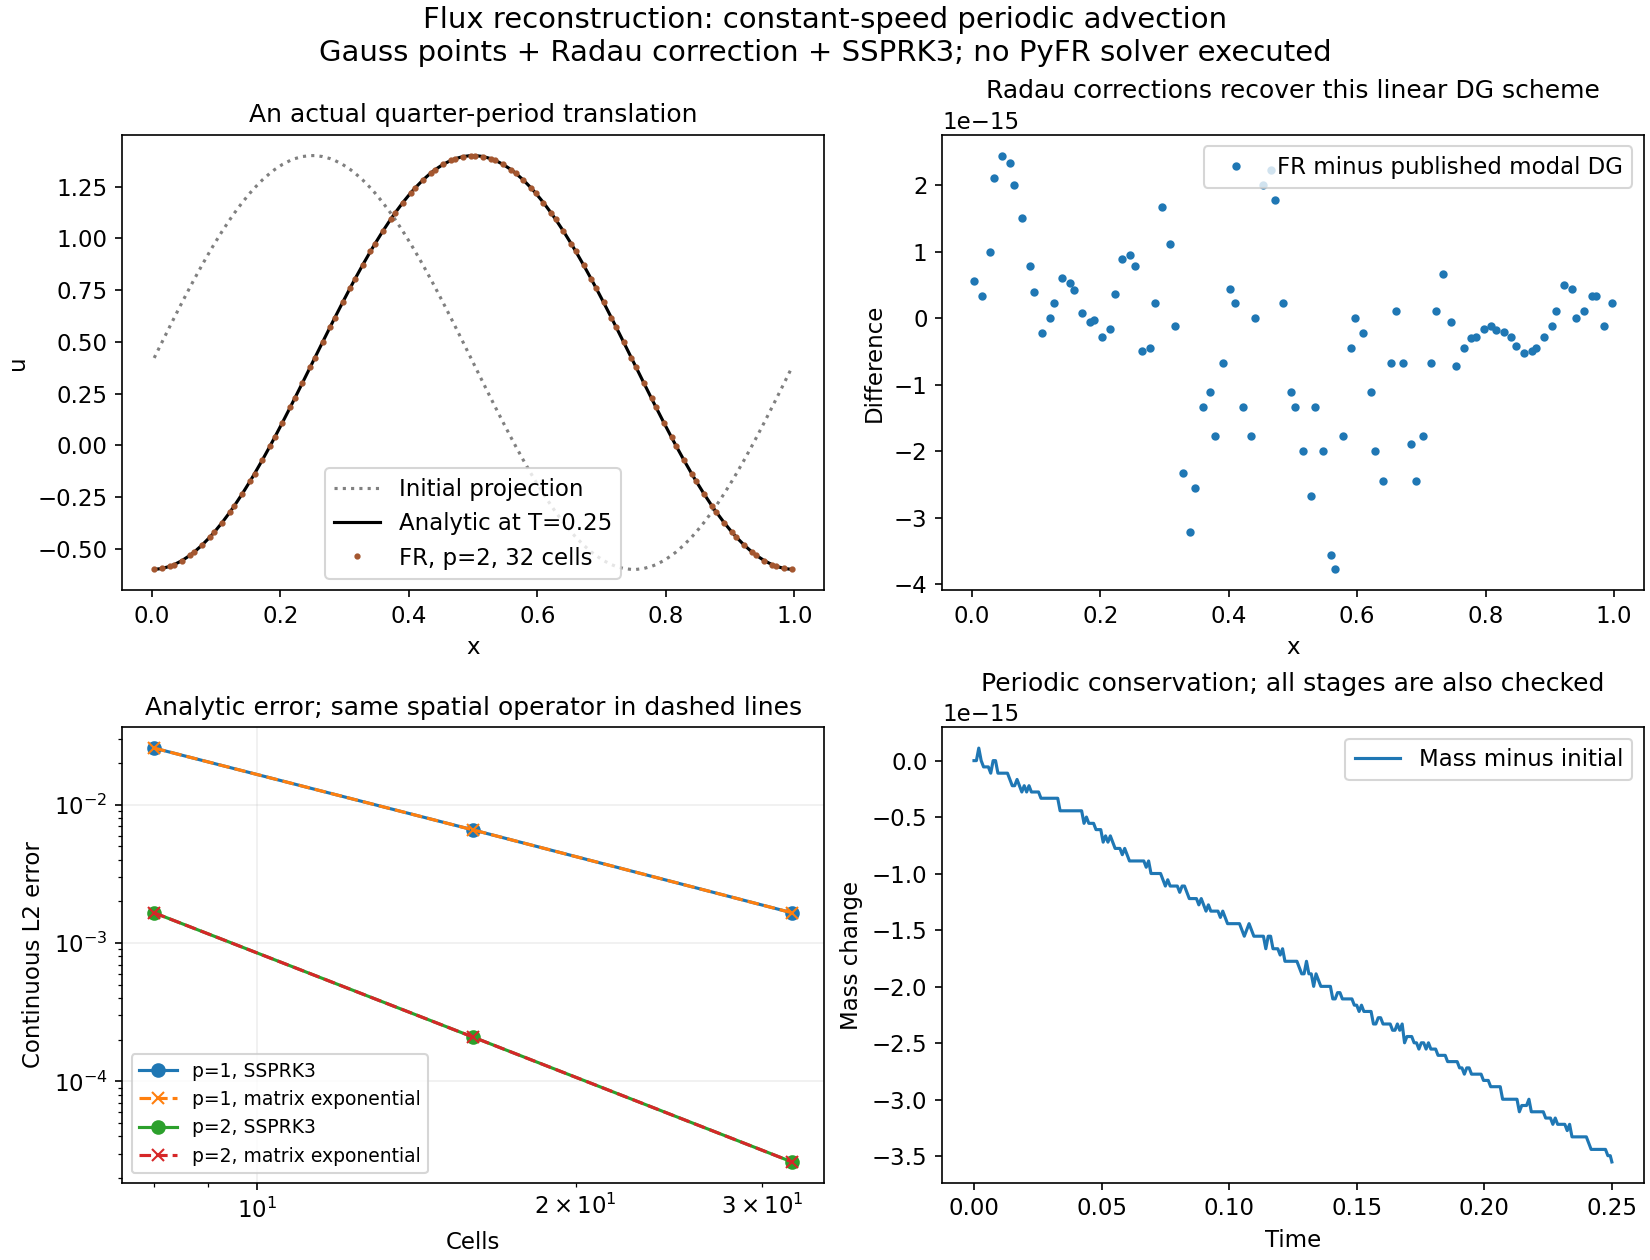 Flux reconstruction: constant-speed periodic advection
Gauss points + Radau correction + SSPRK3; no PyFR solver executed
An actual quarter-period translation
u
1.25
1.00
0.75
0.50
0.25
0.00
−0.25
−0.50
Initial projection
Analytic at T=0.25
FR, p=2, 32 cells
0.0 0.2 0.4 0.6 0.8 1.0
x
Radau corrections recover this linear DG scheme
1e−15
Difference
2
1
0
−1
−2
−3
−4
FR minus published modal DG
0.0 0.2 0.4 0.6 0.8 1.0
x
Analytic error; same spatial operator in dashed lines
Continuous L2 error
10⁻²
10⁻³
10⁻⁴
p=1, SSPRK3
p=1, matrix exponential
p=2, SSPRK3
p=2, matrix exponential
10¹ 2×10¹ 3×10¹
Cells
Periodic conservation; all stages are also checked
1e−15
Mass change
0.0
−0.5
−1.0
−1.5
−2.0
−2.5
−3.0
−3.5
Mass minus initial
0.00 0.05 0.10 0.15 0.20 0.25
Time